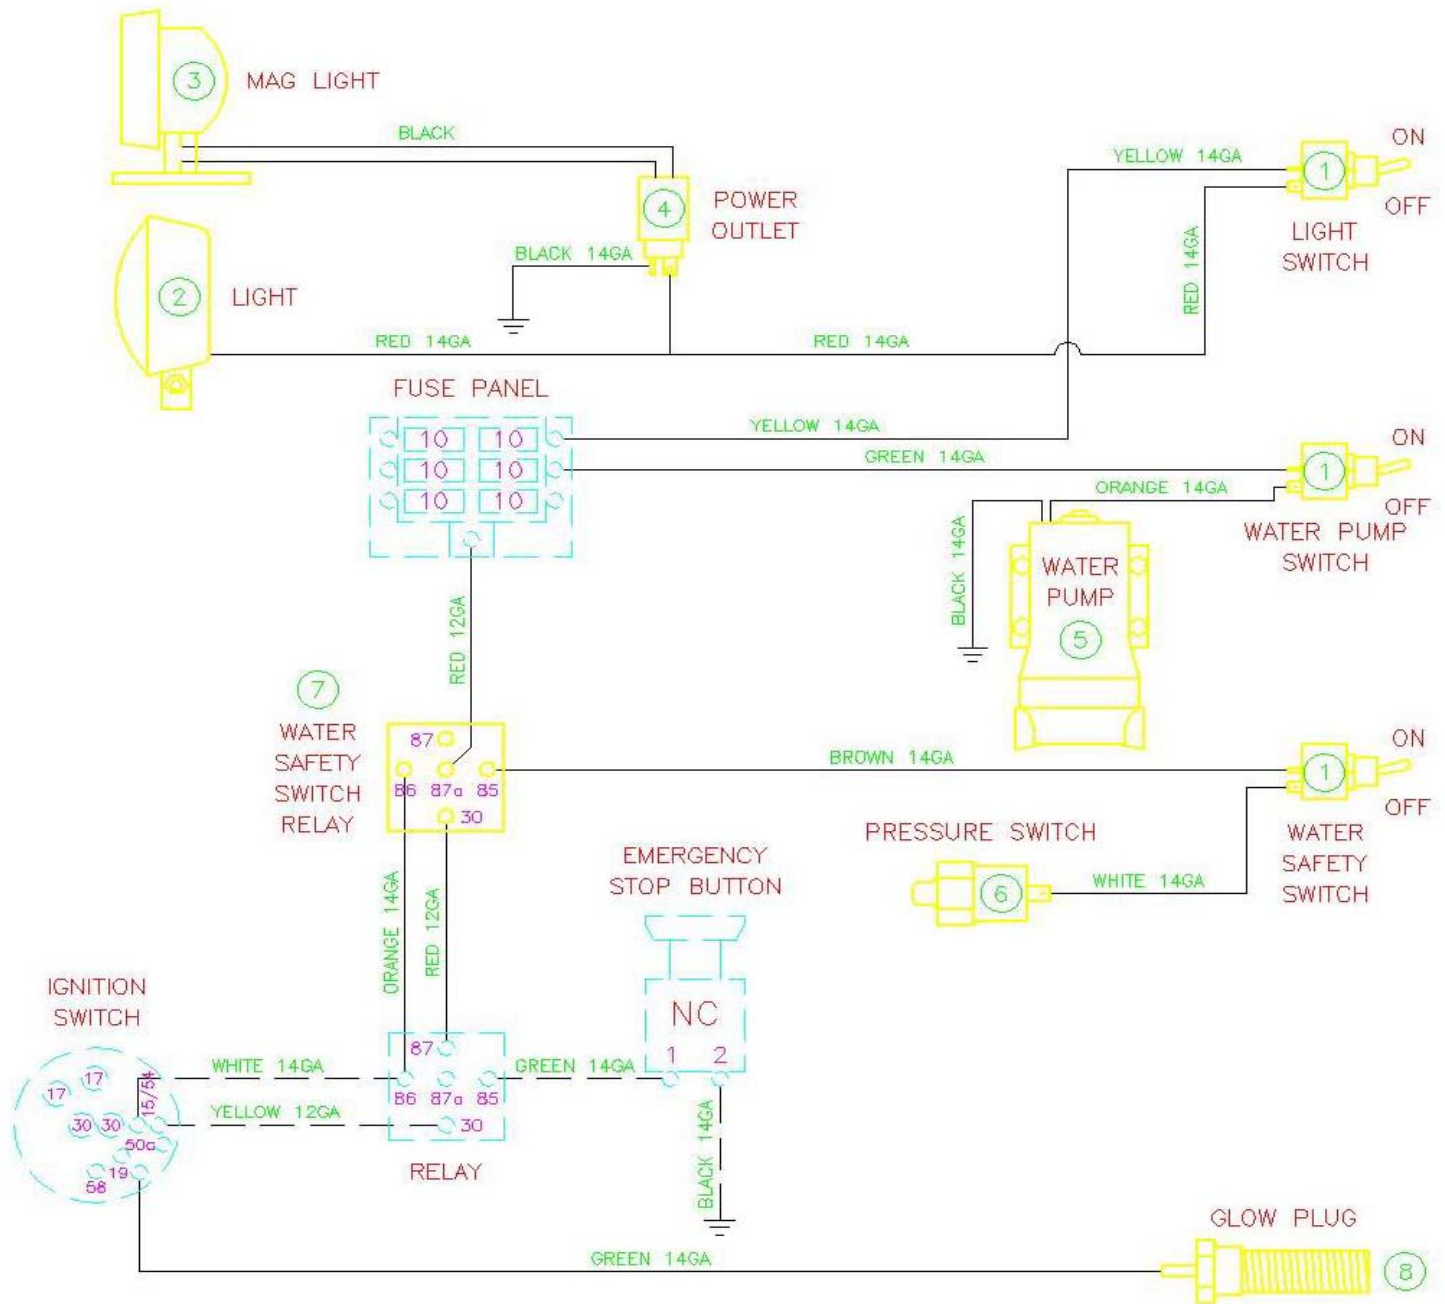 3
MAG LIGHT
BLACK
ON
YELLOW 14GA
1
OFF
LIGHT
SWITCH
4
POWER
OUTLET
BLACK 14GA
RED 14GA
2
LIGHT
RED 14GA
RED 14GA
FUSE PANEL
10 10
10 10
10 10
YELLOW 14GA
GREEN 14GA
ON
1
OFF
ORANGE 14GA
WATER PUMP
SWITCH
BLACK 14GA
WATER
PUMP
5
RED 12GA
7
WATER
SAFETY
SWITCH
RELAY
87
86 87a 85
30
BROWN 14GA
ON
1
OFF
WATER
SAFETY
SWITCH
PRESSURE SWITCH
6
WHITE 14GA
EMERGENCY
STOP BUTTON
NC
1 2
ORANGE 14GA
RED 12GA
IGNITION
SWITCH
17
17
15/54
30 30
50a
19
58
WHITE 14GA
YELLOW 12GA
87
86 87a 85
30
RELAY
GREEN 14GA
BLACK 14GA
GREEN 14GA
GLOW PLUG
8